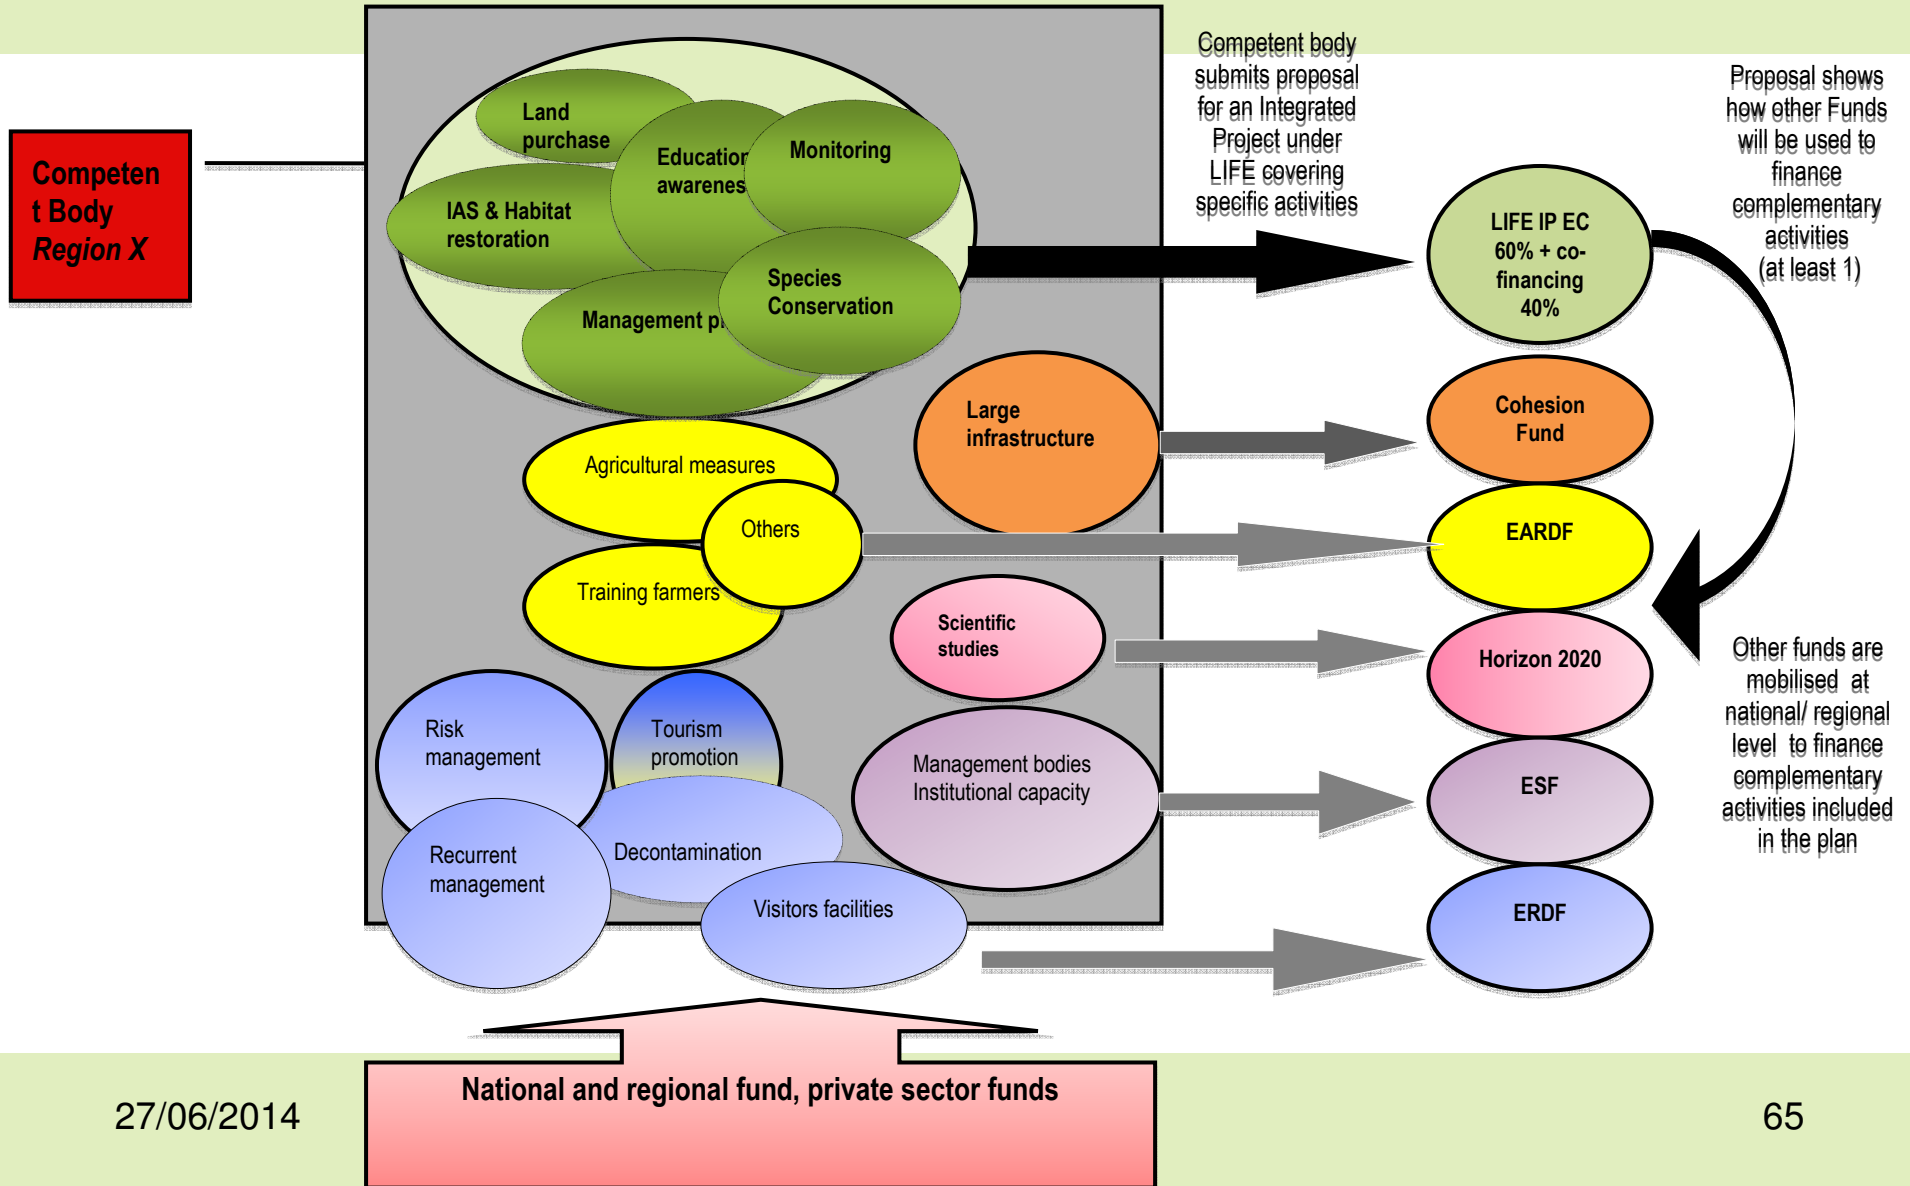 Competen
t Body
Region X
Land
purchase
Education
awarenes
Monitoring
IAS & Habitat
restoration
Species
Conservation
Management pl
Competent body
submits proposal
for an Integrated
Project under
LIFE covering
specific activities
LIFE IP EC
60% + co-
financing
40%
Proposal shows
how other Funds
will be used to
finance
complementary
activities
(at least 1)
Large
infrastructure
Cohesion
Fund
Agricultural measures
Others
Training farmers
EARDF
Scientific
studies
Horizon 2020
Risk
management
Tourism
promotion
Management bodies
Institutional capacity
ESF
Other funds are
mobilised at
national/ regional
level to finance
complementary
activities included
in the plan
Recurrent
management
Decontamination
Visitors facilities
ERDF
National and regional fund, private sector funds
27/06/2014
65